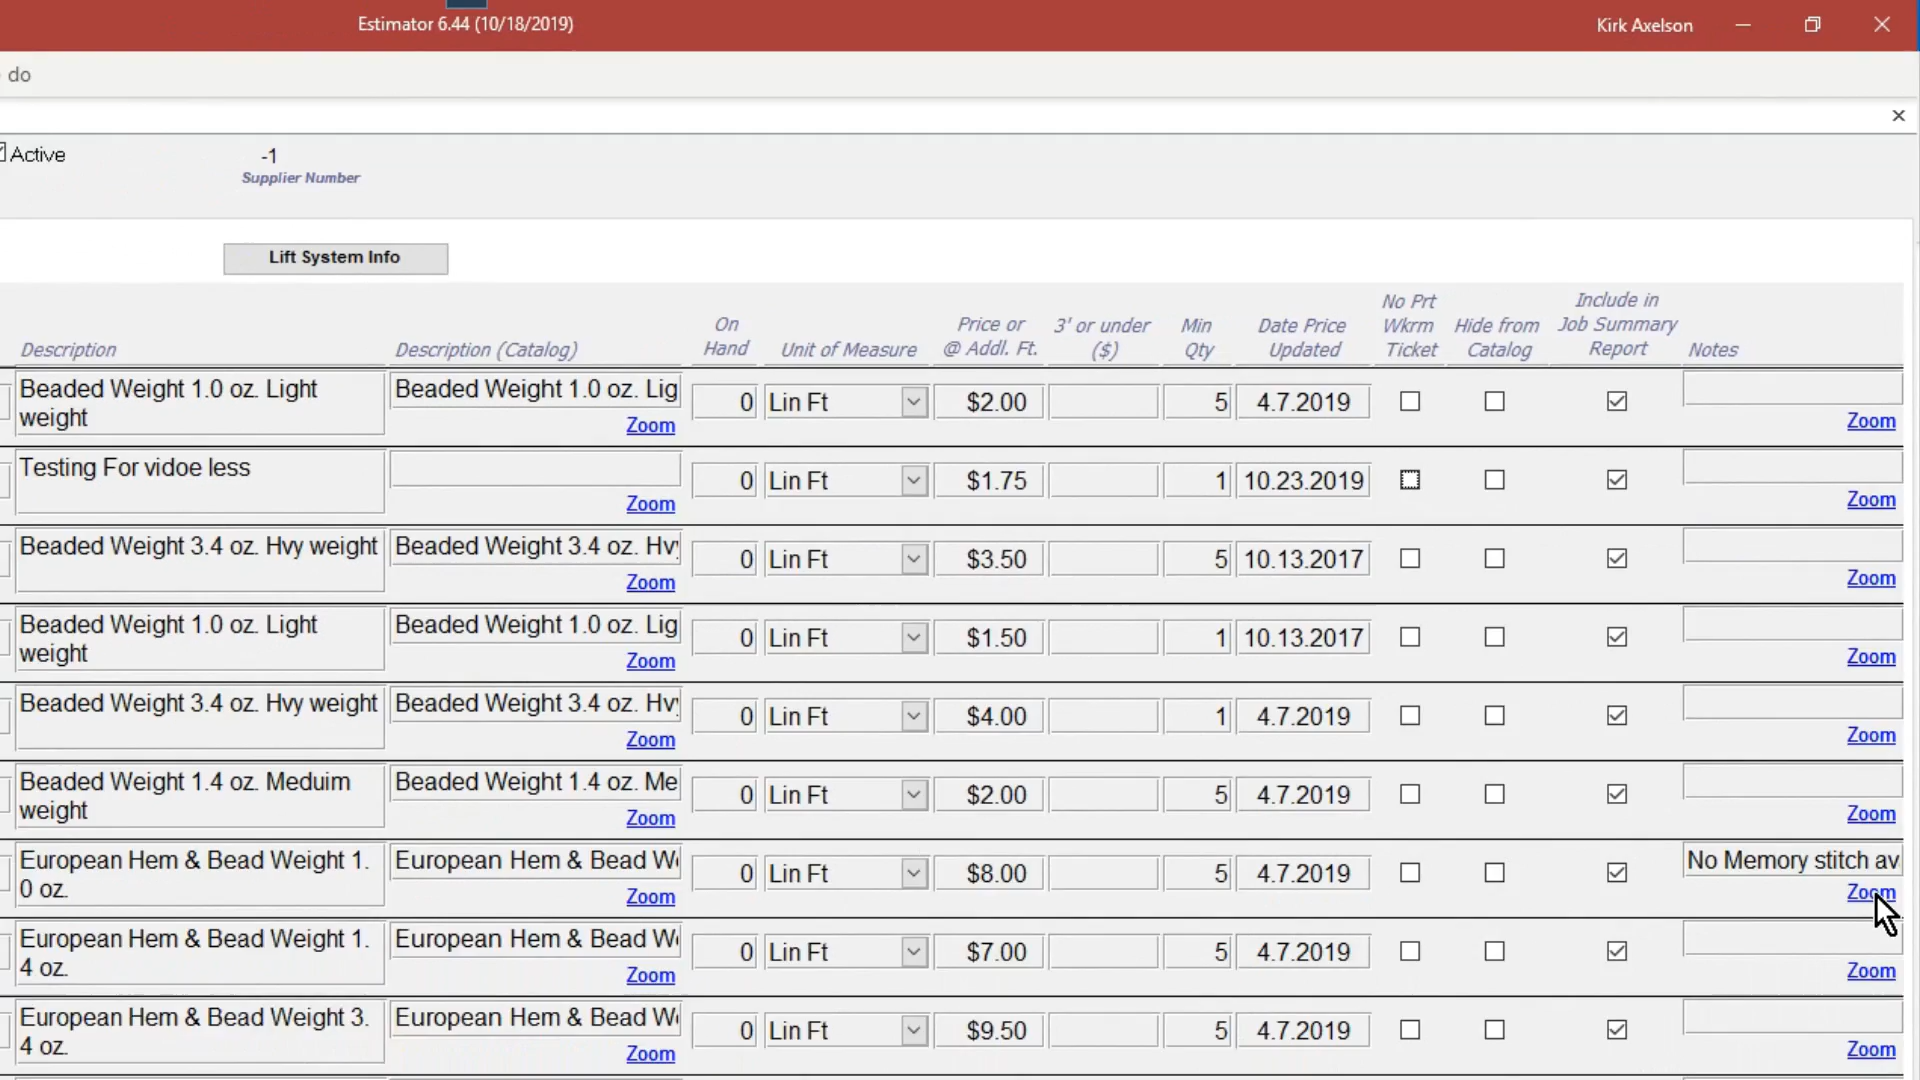 Estimator 6.44 (10/18/2019)
Kirk Axelson
do
Active
-1
Supplier Number
Lift System Info
Description
Description (Catalog)
On Hand
Unit of Measure
Price or @ Addl. Ft.
3' or under ($)
Min Qty
Date Price Updated
No Prt Wkrm Ticket
Hide from Catalog
Include in Job Summary Report
Notes
Beaded Weight 1.0 oz. Light weight
Beaded Weight 1.0 oz. Lig
Zoom
0
Lin Ft
$2.00
5
4.7.2019
Zoom
Testing For vidoe less
Zoom
0
Lin Ft
$1.75
1
10.23.2019
Zoom
Beaded Weight 3.4 oz. Hvy weight
Beaded Weight 3.4 oz. Hv
Zoom
0
Lin Ft
$3.50
5
10.13.2017
Zoom
Beaded Weight 1.0 oz. Light weight
Beaded Weight 1.0 oz. Lig
Zoom
0
Lin Ft
$1.50
1
10.13.2017
Zoom
Beaded Weight 3.4 oz. Hvy weight
Beaded Weight 3.4 oz. Hv
Zoom
0
Lin Ft
$4.00
1
4.7.2019
Zoom
Beaded Weight 1.4 oz. Meduim weight
Beaded Weight 1.4 oz. Me
Zoom
0
Lin Ft
$2.00
5
4.7.2019
Zoom
European Hem & Bead Weight 1.
0 oz.
European Hem & Bead W
Zoom
0
Lin Ft
$8.00
5
4.7.2019
No Memory stitch av
Zoom
European Hem & Bead Weight 1.
4 oz.
European Hem & Bead W
Zoom
0
Lin Ft
$7.00
5
4.7.2019
Zoom
European Hem & Bead Weight 3.
4 oz.
European Hem & Bead W
Zoom
0
Lin Ft
$9.50
5
4.7.2019
Zoom